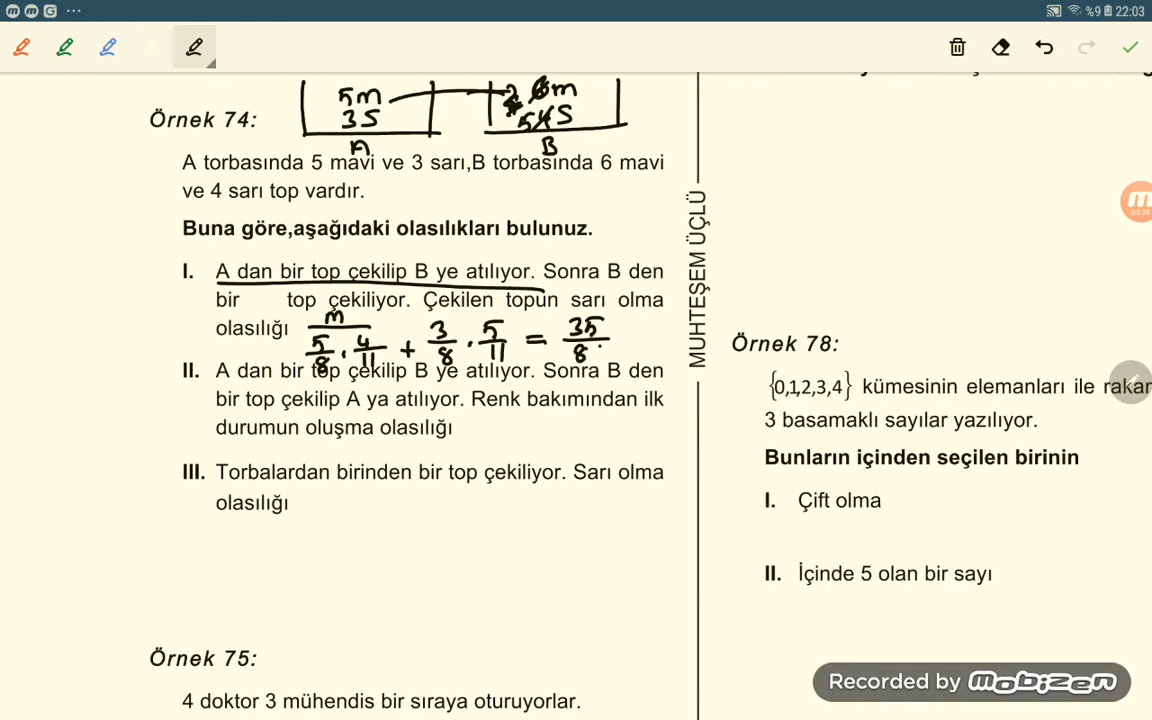 %9 22:03
5m
3S
A
6m
5 4 S
B
Örnek 74:
A torbasında 5 mavi ve 3 sarı,B torbasında 6 mavi
ve 4 sarı top vardır.
Buna göre,aşağıdaki olasılıkları bulunuz.
I. A dan bir top çekilip B ye atılıyor. Sonra B den
bir top çekiliyor. Çekilen topun sarı olma
olasılığı
m
5/8 . 4/11 + 3/8 . 5/11 = 35/8
II. A dan bir top çekilip B ye atılıyor. Sonra B den
bir top çekilip A ya atılıyor. Renk bakımından ilk
durumun oluşma olasılığı
III. Torbalardan birinden bir top çekiliyor. Sarı olma
olasılığı
Örnek 75:
4 doktor 3 mühendis bir sıraya oturuyorlar.
MUHTEŞEM ÜÇLÜ
Örnek 78:
{0,1,2,3,4} kümesinin elemanları ile rakam
3 basamaklı sayılar yazılıyor.
Bunların içinden seçilen birinin
I. Çift olma
II. İçinde 5 olan bir sayı
Recorded by mobizen